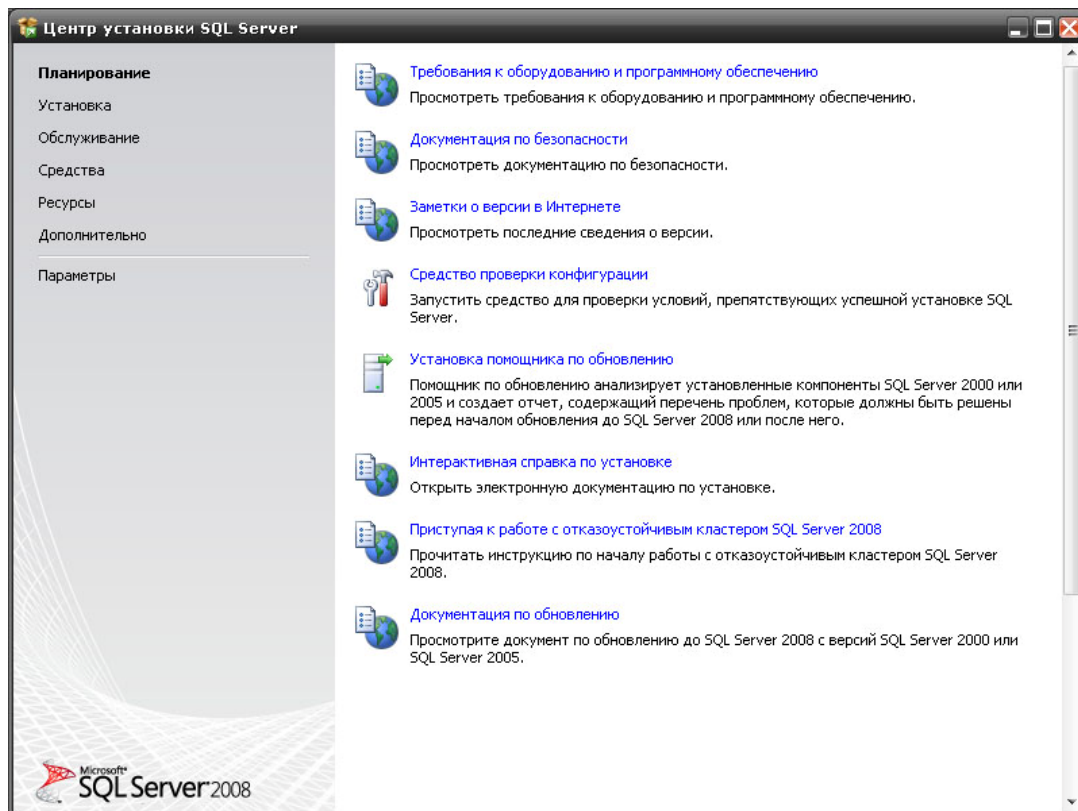 Центр установки SQL Server
Планирование
Установка
Обслуживание
Средства
Ресурсы
Дополнительно
Параметры
Требования к оборудованию и программному обеспечению
Просмотреть требования к оборудованию и программному обеспечению.
Документация по безопасности
Просмотреть документацию по безопасности.
Заметки о версии в Интернете
Просмотреть последние сведения о версии.
Средство проверки конфигурации
Запустить средство для проверки условий, препятствующих успешной установке SQL
Server.
Установка помощника по обновлению
Помощник по обновлению анализирует установленные компоненты SQL Server 2000 или
2005 и создает отчет, содержащий перечень проблем, которые должны быть решены
перед началом обновления до SQL Server 2008 или после него.
Интерактивная справка по установке
Открыть электронную документацию по установке.
Приступая к работе с отказоустойчивым кластером SQL Server 2008
Прочитать инструкцию по началу работы с отказоустойчивым кластером SQL Server
2008.
Документация по обновлению
Просмотрите документ по обновлению до SQL Server 2008 с версий SQL Server 2000 или
SQL Server 2005.
Microsoft
SQL Server 2008